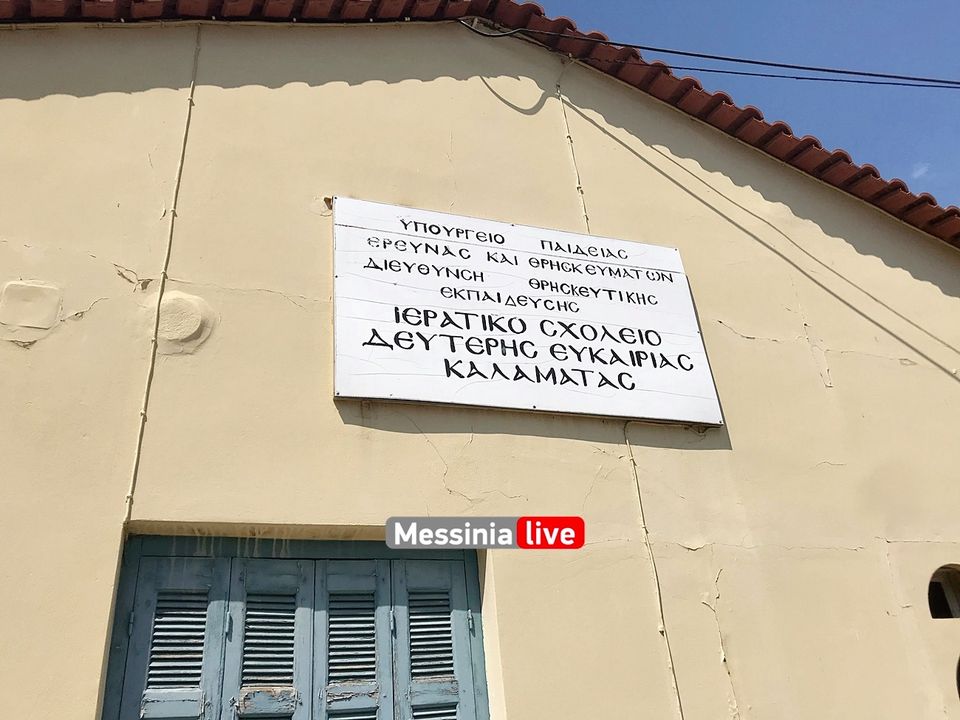 ΥΠΟΥΡΓΕΙΟ ΠΑΙΔΕΙΑΣ
ΕΡΕΥΝΑΣ ΚΑΙ ΘΡΗΣΚΕΥΜΑΤΩΝ
ΔΙΕΥΘΥΝΣΗ ΘΡΗΣΚΕΥΤΙΚΗΣ
ΕΚΠΑΙΔΕΥΣΗΣ
ΙΕΡΑΤΙΚΟ ΣΧΟΛΕΙΟ
ΔΕΥΤΕΡΗΣ ΕΥΚΑΙΡΙΑΣ
ΚΑΛΑΜΑΤΑΣ
Messinia live